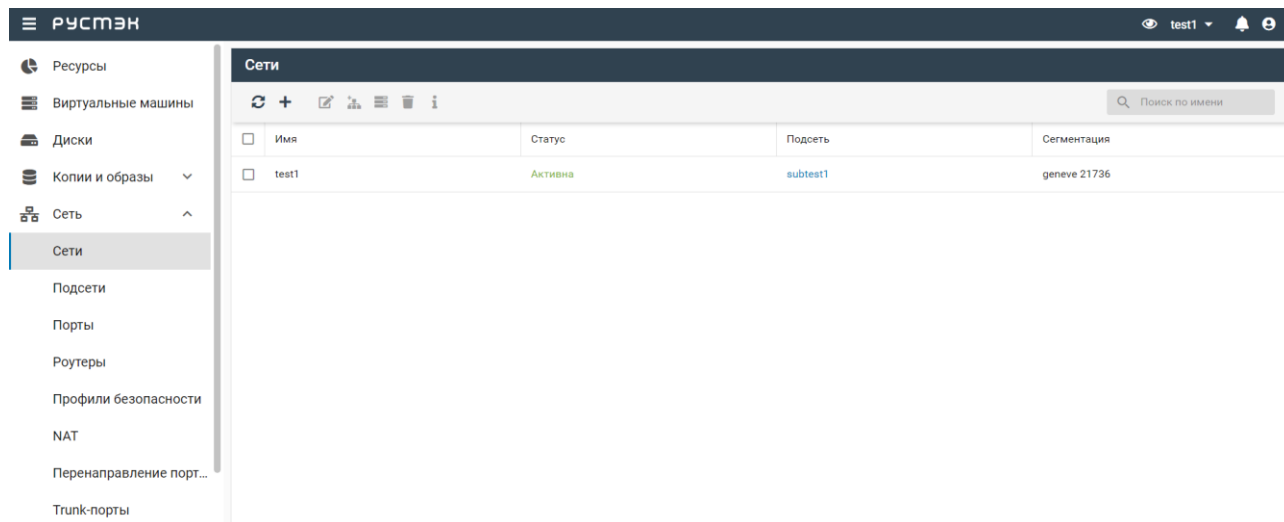 РУСТЭК
test1
Ресурсы
Виртуальные машины
Диски
Копии и образы
Сеть
Сети
Подсети
Порты
Роутеры
Профили безопасности
NAT
Перенаправление порт...
Trunk-порты
Сети
Поиск по имени
Имя Статус Подсеть Сегментация
test1 Активна subtest1 geneve 21736